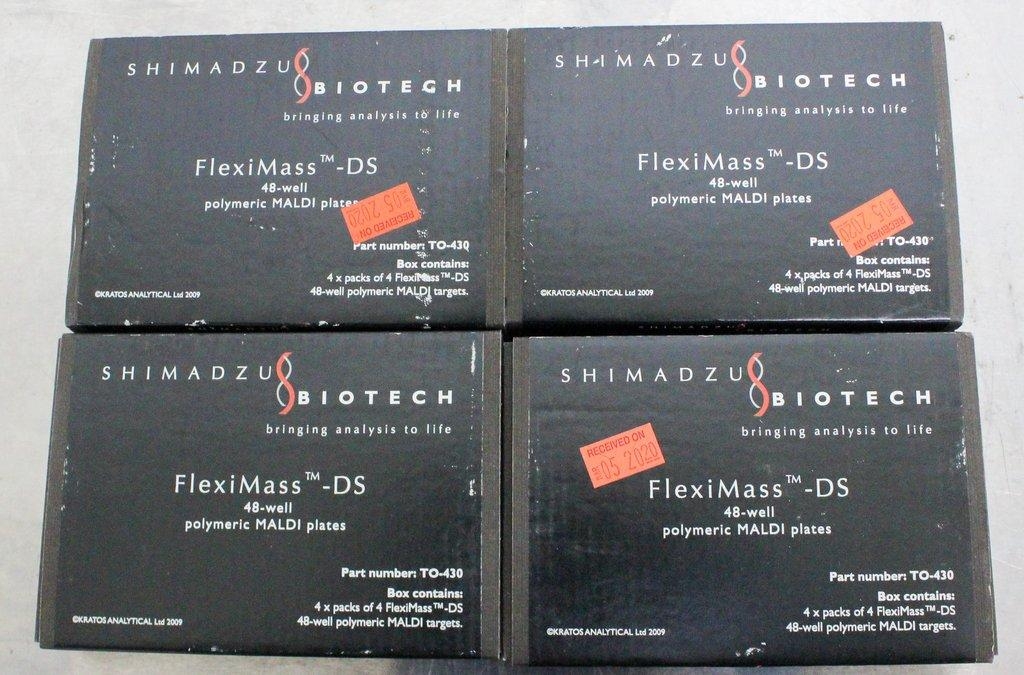 SHIMADZU
BIOTECH
bringing analysis to life
FlexiMass™-DS
48-well
polymeric MALDI plates
RECEIVED ON
05 2020
Part number: TO-430
Box contains:
4 x packs of 4 FlexiMass™-DS
48-well polymeric MALDI targets.
©KRATOS ANALYTICAL Ltd 2009
SHIMADZU
BIOTECH
bringing analysis to life
FlexiMass™-DS
48-well
polymeric MALDI plates
RECEIVED ON
05 2020
Part TO-430
Box contains:
4 x packs of 4 FlexiMass™-DS
48-well polymeric MALDI targets.
©KRATOS ANALYTICAL Ltd 2009
SHIMADZU BIOTECH
SHIMADZU
BIOTECH
bringing analysis to life
FlexiMass™-DS
48-well
polymeric MALDI plates
Part number: TO-430
Box contains:
4 x packs of 4 FlexiMass™-DS
48-well polymeric MALDI targets.
©KRATOS ANALYTICAL Ltd 2009
SHIMADZU
BIOTECH
bringing analysis to life
RECEIVED ON
05 2020
FlexiMass™-DS
48-well
polymeric MALDI plates
Part number: TO-430
Box contains:
4 x packs of 4 FlexiMass™-DS
48-well polymeric MALDI targets.
©KRATOS ANALYTICAL Ltd 2009